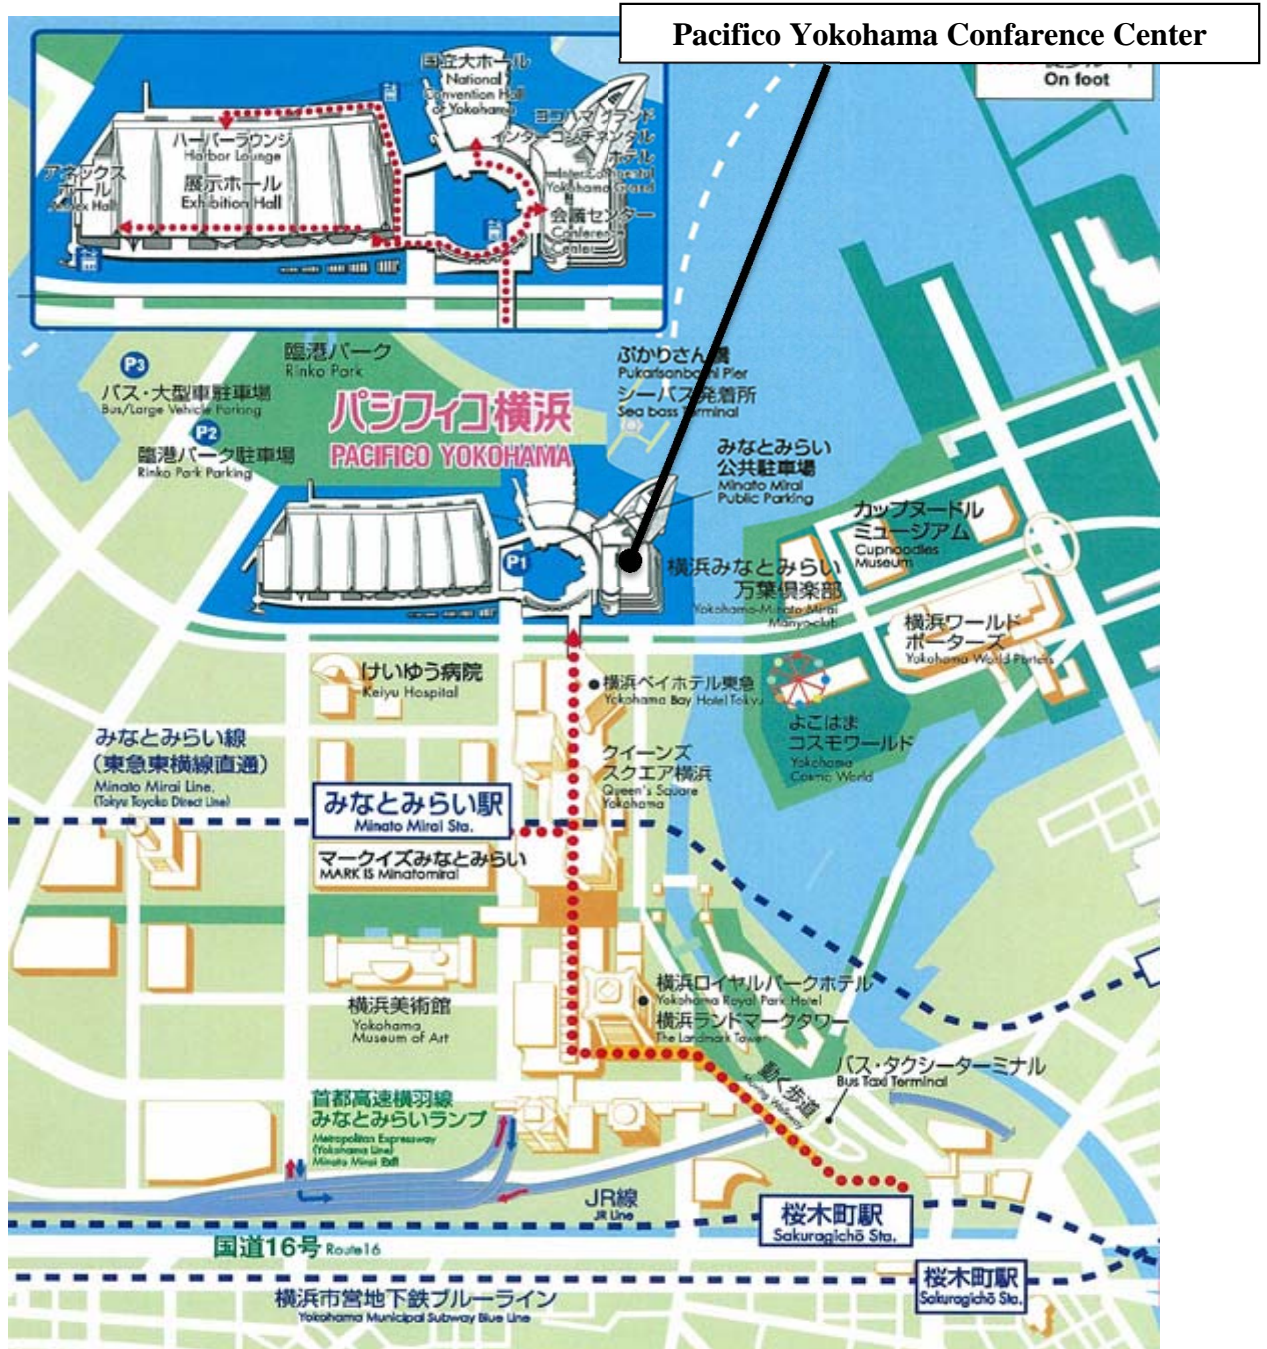 Pacifico Yokohama Confarence Center
On foot
国立大ホール
National
Convention Hall
of Yokohama
ヨコハマグランド
インターコンチネンタル
ホテル
InterContinental
Yokohama Grand
ハーバーラウンジ
Harbor Lounge
アネックス
ホール
Annex Hall
展示ホール
Exhibition Hall
会議センター
Conference
Center
P3
バス・大型車駐車場
Bus/Large Vehicle Parking
臨港パーク
Rinko Park
P2
臨港パーク駐車場
Rinko Park Parking
パシフィコ横浜
PACIFICO YOKOHAMA
ぷかりさん橋
Pukarisanbashi Pier
シーバス発着所
Sea bass Terminal
みなとみらい
公共駐車場
Minato Mirai
Public Parking
P1
カップヌードル
ミュージアム
Cupnoodles
Museum
横浜みなとみらい
万葉倶楽部
Yokohama-Minato Mirai
Manyo-club
横浜ワールド
ポーターズ
Yokohama World Porters
けいゆう病院
Keiyu Hospital
横浜ベイホテル東急
Yokohama Bay Hotel Tokyu
よこはま
コスモワールド
Yokohama
Cosmo World
みなとみらい線
(東急東横線直通)
Minato Mirai Line.
(Tokyu Toyoko Direct Line)
クイーンズ
スクエア横浜
Queen's Square
Yokohama
みなとみらい駅
Minato Mirai Sta.
マークイズみなとみらい
MARK IS Minatomirai
横浜美術館
Yokohama
Museum of Art
横浜ロイヤルパークホテル
Yokohama Royal Park Hotel
横浜ランドマークタワー
The Landmark Tower
動く歩道
Moving Walkway
バス・タクシーターミナル
Bus Taxi Terminal
首都高速横羽線
みなとみらいランプ
Metropolitan Expressway
(Yokohama Line)
Minato Mirai
JR線
JR Line
桜木町駅
Sakuragichō Sta.
国道16号 Route16
桜木町駅
Sakuragichō Sta.
横浜市営地下鉄ブルーライン
Yokohama Municipal Subway Blue Line